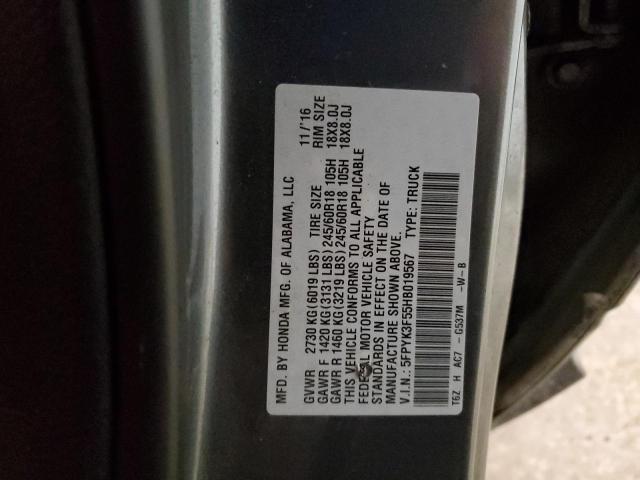 MFD. BY HONDA MFG. OF ALABAMA, LLC 11/'16
GVWR 2730 KG(6019 LBS) TIRE SIZE RIM SIZE
GAWR F 1420 KG(3131 LBS)245/60R18 105H 18X8.0J
GAWR R 1460 KG(3219 LBS)245/60R18 105H 18X8.0J
THIS VEHICLE CONFORMS TO ALL APPLICABLE
FEDERAL MOTOR VEHICLE SAFETY
STANDARDS IN EFFECT ON THE DATE OF
MANUFACTURE SHOWN ABOVE.
V.I.N.: 5FPYK3F55HB019567 TYPE: TRUCK
T6Z H AC7 - G537M -W-B